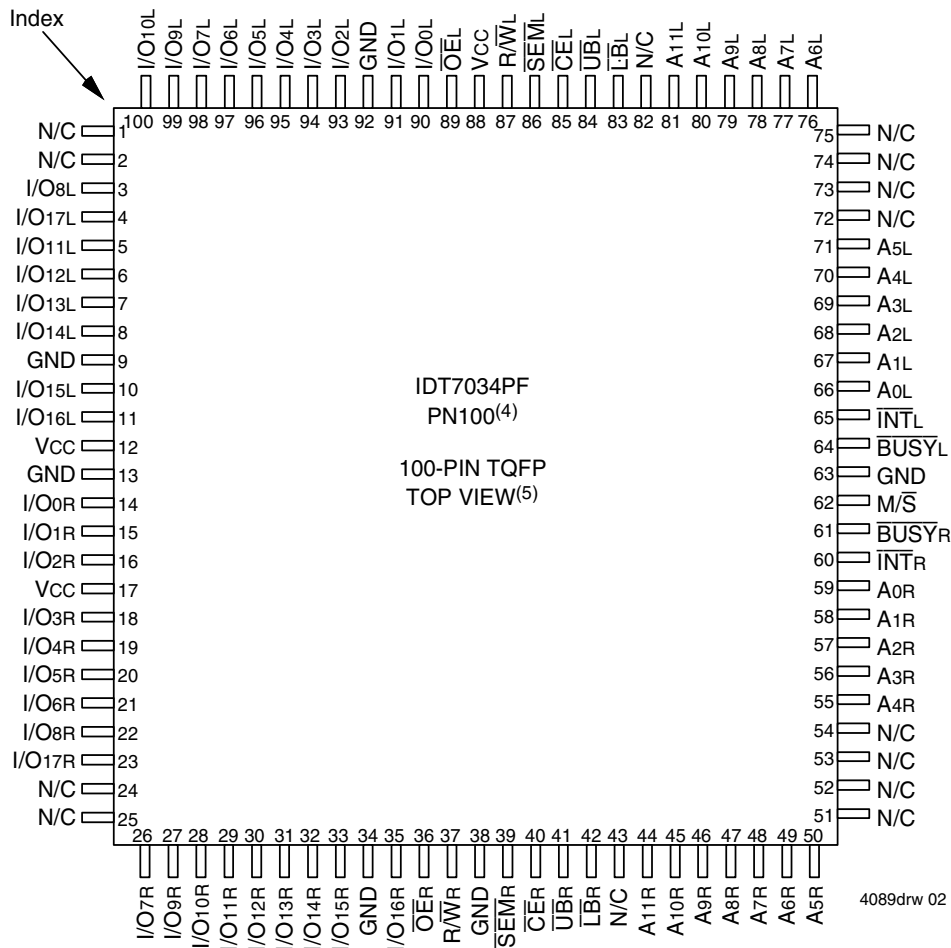 Index
I/O10L
I/O9L
I/O7L
I/O6L
I/O5L
I/O4L
I/O3L
I/O2L
GND
I/O1L
I/O0L
OEL
VCC
R/WL
SEML
CEL
UBL
LBL
N/C
A11L
A10L
A9L
A8L
A7L
A6L
100 99 98 97 96 95 94 93 92 91 90 89 88 87 86 85 84 83 82 81 80 79 78 77 76
N/C 1
N/C 2
I/O8L 3
I/O17L 4
I/O11L 5
I/O12L 6
I/O13L 7
I/O14L 8
GND 9
I/O15L 10
I/O16L 11
VCC 12
GND 13
I/O0R 14
I/O1R 15
I/O2R 16
VCC 17
I/O3R 18
I/O4R 19
I/O5R 20
I/O6R 21
I/O8R 22
I/O17R 23
N/C 24
N/C 25
IDT7034PF
PN100(4)
100-PIN TQFP
TOP VIEW(5)
75 N/C
74 N/C
73 N/C
72 N/C
71 A5L
70 A4L
69 A3L
68 A2L
67 A1L
66 A0L
65 INTL
64 BUSYL
63 GND
62 M/S
61 BUSYR
60 INTR
59 A0R
58 A1R
57 A2R
56 A3R
55 A4R
54 N/C
53 N/C
52 N/C
51 N/C
26 27 28 29 30 31 32 33 34 35 36 37 38 39 40 41 42 43 44 45 46 47 48 49 50
I/O7R
I/O9R
I/O10R
I/O11R
I/O12R
I/O13R
I/O14R
I/O15R
GND
I/O16R
OER
R/WR
GND
SEMR
CER
UBR
LBR
N/C
A11R
A10R
A9R
A8R
A7R
A6R
A5R
4089drw 02